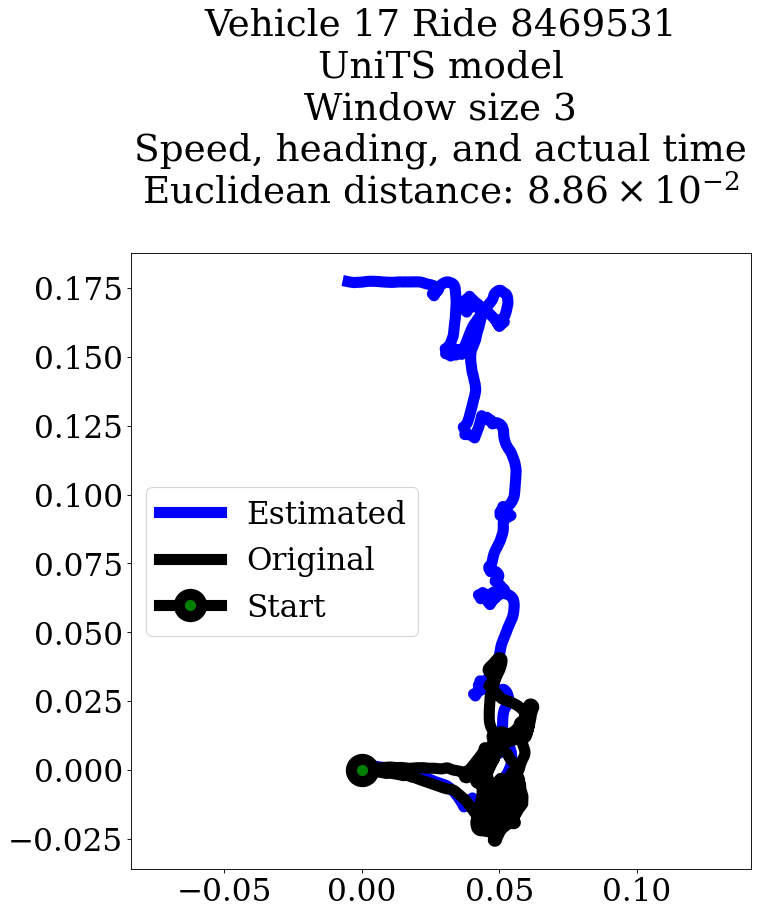 Vehicle 17 Ride 8469531
UniTS model
Window size 3
Speed, heading, and actual time
Euclidean distance: 8.86 × 10⁻²
0.175
0.150
0.125
0.100
0.075
0.050
0.025
0.000
−0.025
Estimated
Original
Start
−0.05 0.00 0.05 0.10